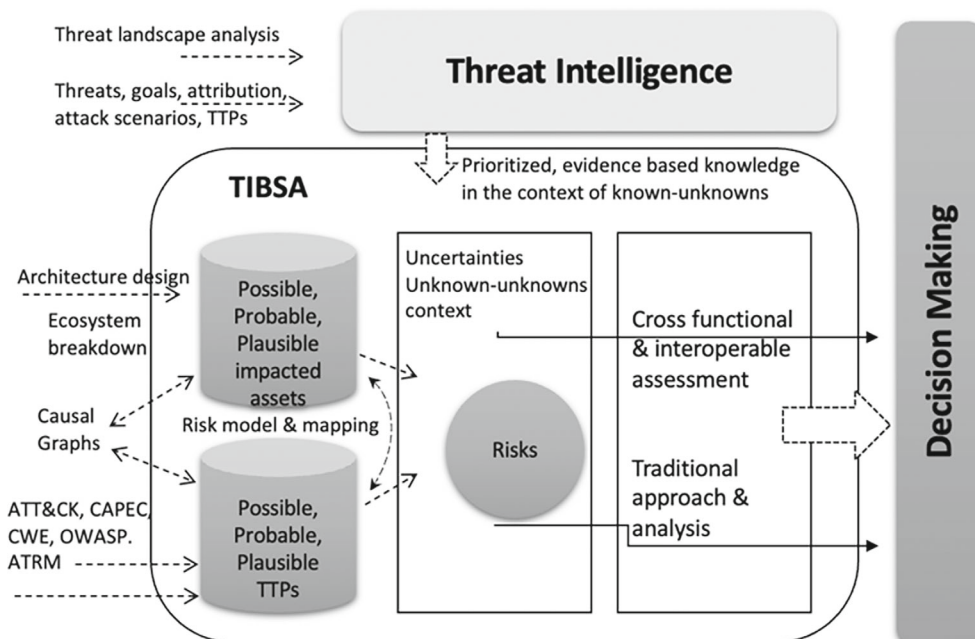 Threat landscape analysis
Threats, goals, attribution,
attack scenarios, TTPs
Threat Intelligence
Prioritized, evidence based knowledge
in the context of known-unknowns
TIBSA
Architecture design
Ecosystem
breakdown
Possible,
Probable,
Plausible
impacted
assets
Causal
Graphs
Risk model & mapping
ATT&CK, CAPEC,
CWE, OWASP.
ATRM
Possible,
Probable,
Plausible
TTPs
Uncertainties
Unknown-unknowns
context
Risks
Cross functional
& interoperable
assessment
Traditional
approach &
analysis
Decision Making